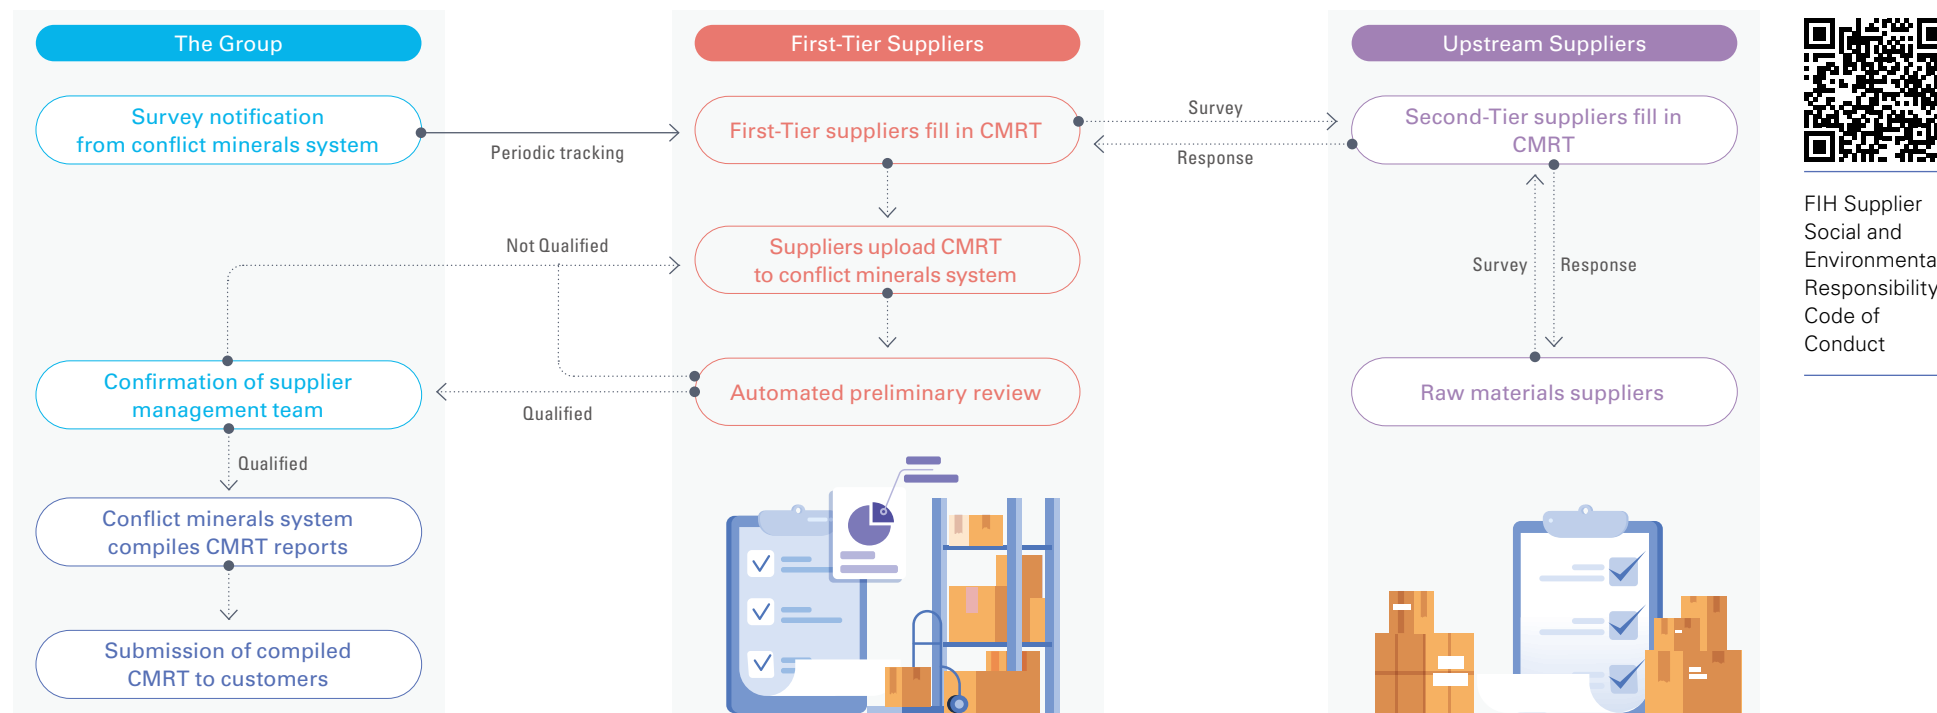 The Group
First-Tier Suppliers
Upstream Suppliers
Survey notification
from conflict minerals system
Periodic tracking
First-Tier suppliers fill in CMRT
Survey
Response
Second-Tier suppliers fill in
CMRT
Not Qualified
Suppliers upload CMRT
to conflict minerals system
Survey
Response
Confirmation of supplier
management team
Qualified
Automated preliminary review
Raw materials suppliers
Qualified
Conflict minerals system
compiles CMRT reports
Submission of compiled
CMRT to customers
FIH Supplier
Social and
Environmenta
Responsibility
Code of
Conduct